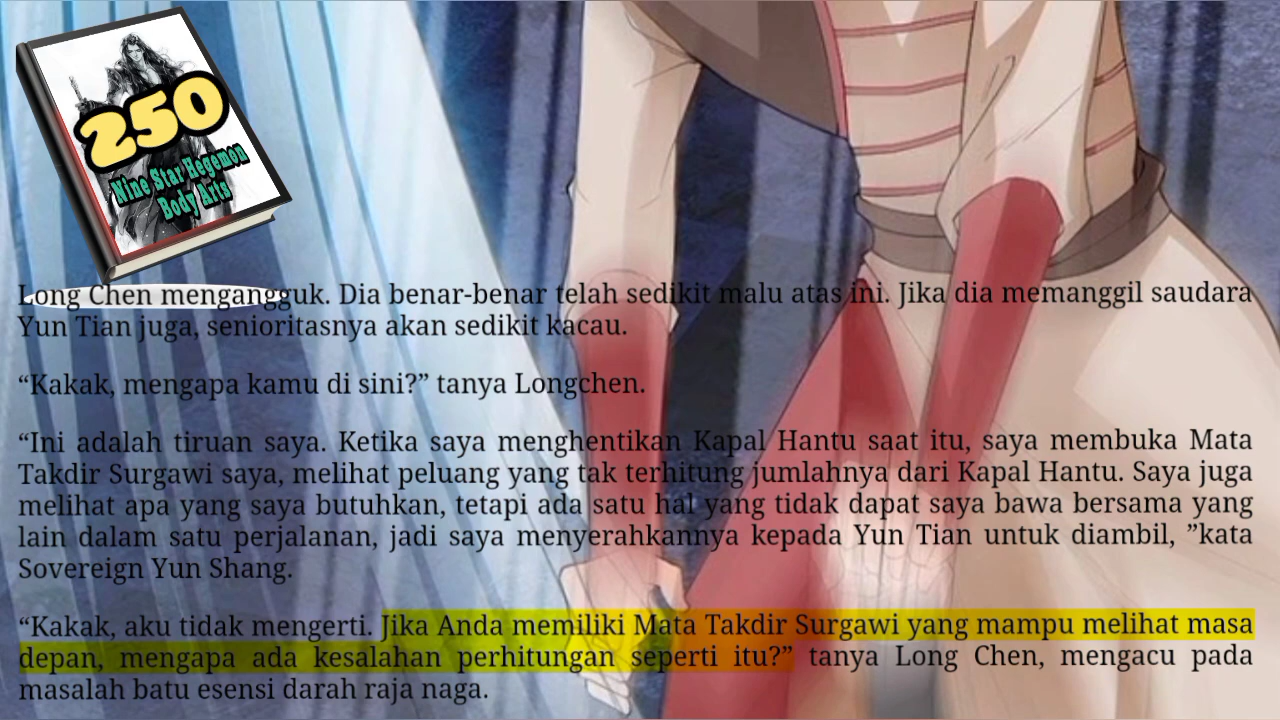 250
Nine Star Hegemon
Body Arts
Long Chen mengangguk. Dia benar-benar telah sedikit malu atas ini. Jika dia memanggil saudara
Yun Tian juga, senioritasnya akan sedikit kacau.
“Kakak, mengapa kamu di sini?” tanya Longchen.
“Ini adalah tiruan saya. Ketika saya menghentikan Kapal Hantu saat itu, saya membuka Mata
Takdir Surgawi saya, melihat peluang yang tak terhitung jumlahnya dari Kapal Hantu. Saya juga
melihat apa yang saya butuhkan, tetapi ada satu hal yang tidak dapat saya bawa bersama yang
lain dalam satu perjalanan, jadi saya menyerahkannya kepada Yun Tian untuk diambil, ”kata
Sovereign Yun Shang.
“Kakak, aku tidak mengerti. Jika Anda memiliki Mata Takdir Surgawi yang mampu melihat masa
depan, mengapa ada kesalahan perhitungan seperti itu?” tanya Long Chen, mengacu pada
masalah batu esensi darah raja naga.